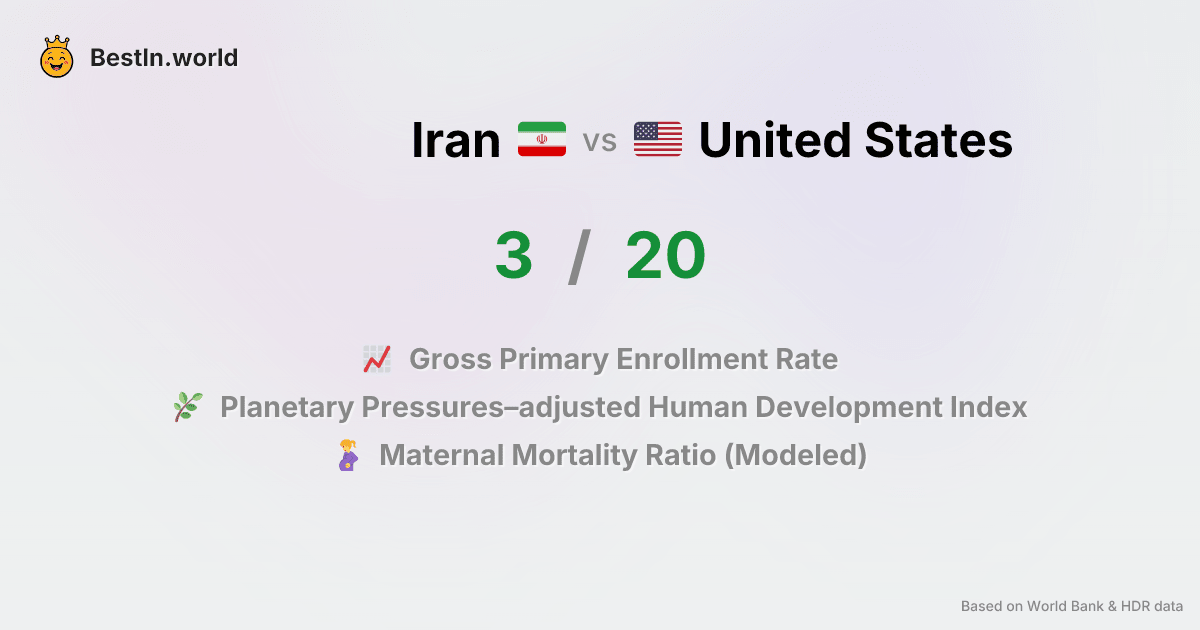 BestIn.world
Iran vs United States
3 / 20
Gross Primary Enrollment Rate
Planetary Pressures–adjusted Human Development Index
Maternal Mortality Ratio (Modeled)
Based on World Bank & HDR data